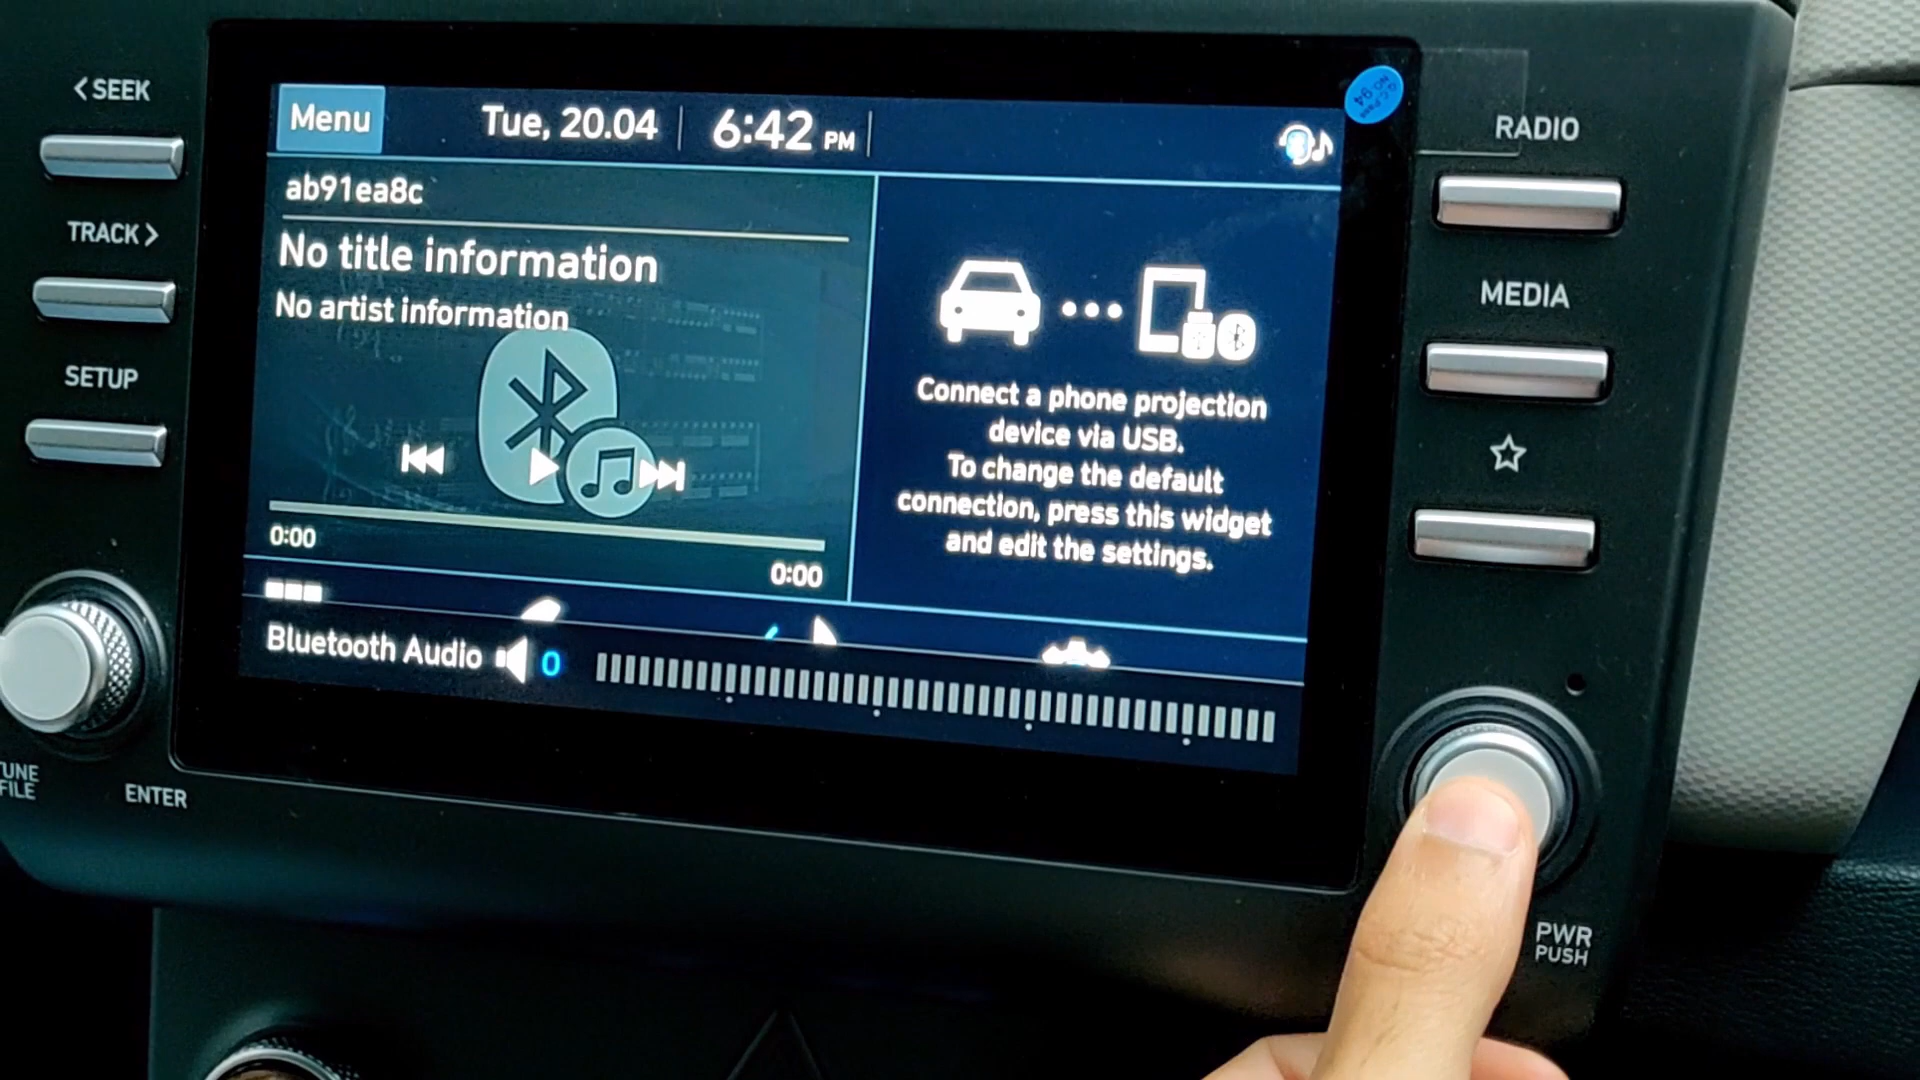 < SEEK
TRACK >
SETUP
TUNE
FILE
ENTER
Menu
Tue, 20.04
6:42 PM
ab91ea8c
No title information
No artist information
0:00
0:00
Connect a phone projection
device via USB.
To change the default
connection, press this widget
and edit the settings.
Bluetooth Audio
0
NO.94
RADIO
MEDIA
PWR
PUSH